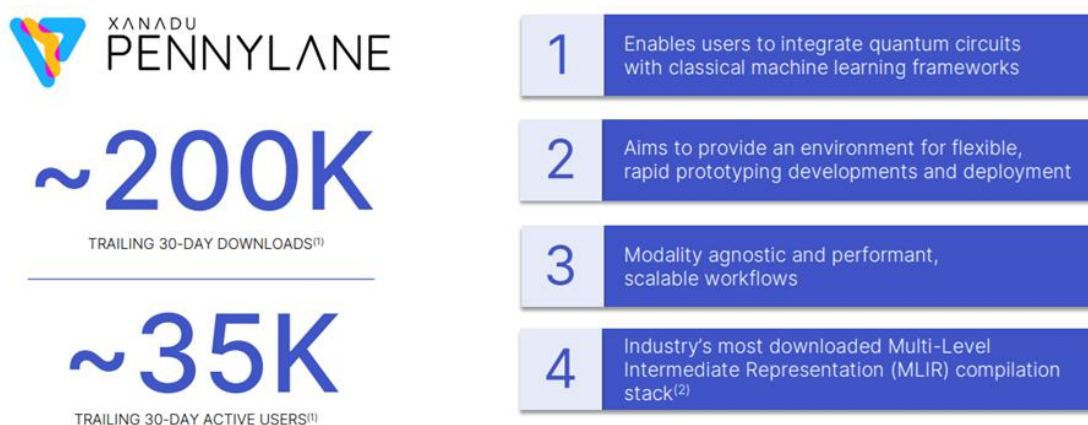 XANADU
PENNYLANE
~200K
TRAILING 30-DAY DOWNLOADS(1)
~35K
TRAILING 30-DAY ACTIVE USERS(1)
1
Enables users to integrate quantum circuits
with classical machine learning frameworks
2
Aims to provide an environment for flexible,
rapid prototyping developments and deployment
3
Modality agnostic and performant,
scalable workflows
4
Industry's most downloaded Multi-Level
Intermediate Representation (MLIR) compilation
stack(2)